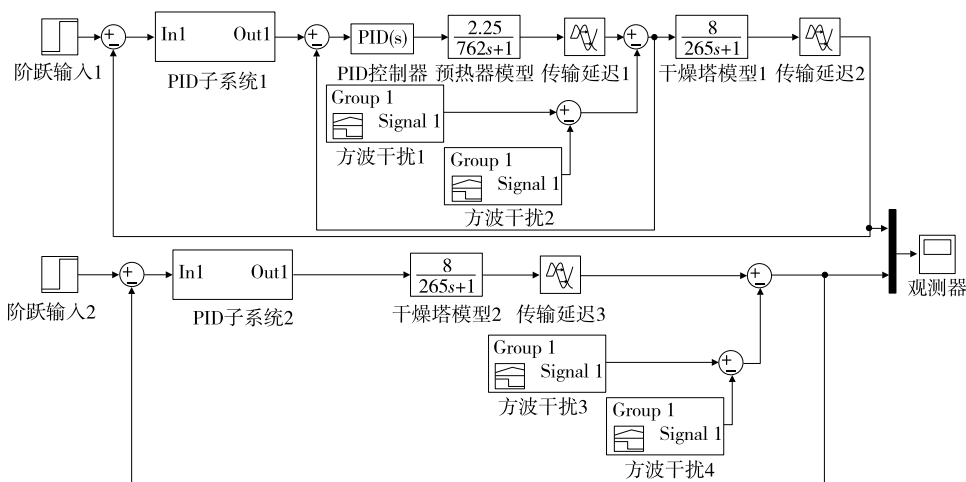 阶跃输入1
In1 Out1
PID子系统1
PID(s)
PID控制器
2.25
762s+1
预热器模型
传输延迟1
8
265s+1
干燥塔模型1
传输延迟2
Group 1
Signal 1
方波干扰1
Group 1
Signal 1
方波干扰2
阶跃输入2
In1 Out1
PID子系统2
8
265s+1
干燥塔模型2
传输延迟3
观测器
Group 1
Signal 1
方波干扰3
Group 1
Signal 1
方波干扰4